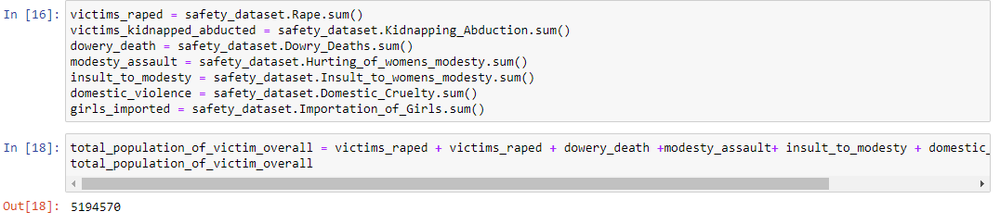 In [16]: victims_raped = safety_dataset.Rape.sum()
victims_kidnapped_abducted = safety_dataset.Kidnapping_Abduction.sum()
dowery_death = safety_dataset.Dowry_Deaths.sum()
modesty_assault = safety_dataset.Hurting_of_womens_modesty.sum()
insult_to_modesty = safety_dataset.Insult_to_womens_modesty.sum()
domestic_violence = safety_dataset.Domestic_Cruelty.sum()
girls_imported = safety_dataset.Importation_of_Girls.sum()
In [18]: total_population_of_victim_overall = victims_raped + victims_raped + dowery_death +modesty_assault+ insult_to_modesty + domestic_
total_population_of_victim_overall
Out[18]: 5194570